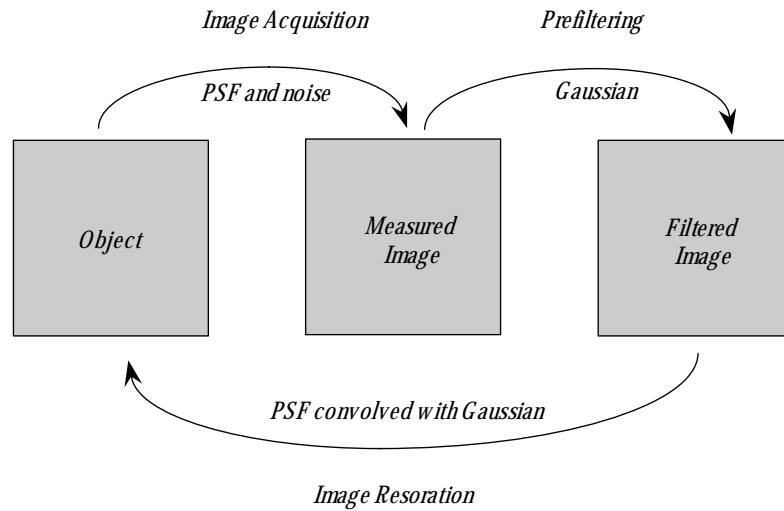 Image Acquisition
Prefiltering
PSF and noise
Gaussian
Object
Measured
Image
Filtered
Image
PSF convolved with Gaussian
Image Resoration